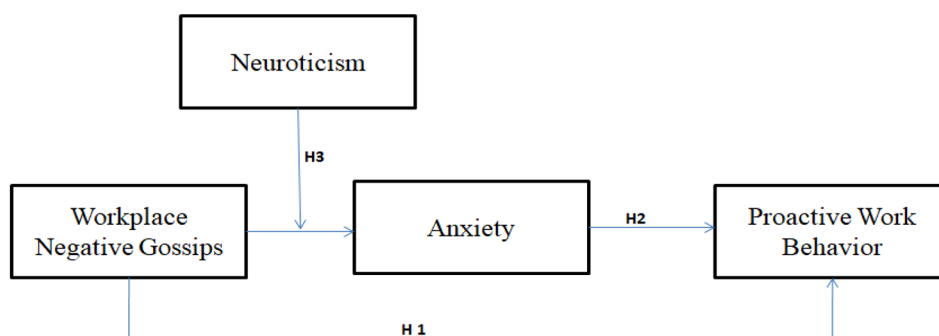 Neuroticism
H3
Workplace
Negative Gossips
Anxiety
H2
Proactive Work
Behavior
H 1